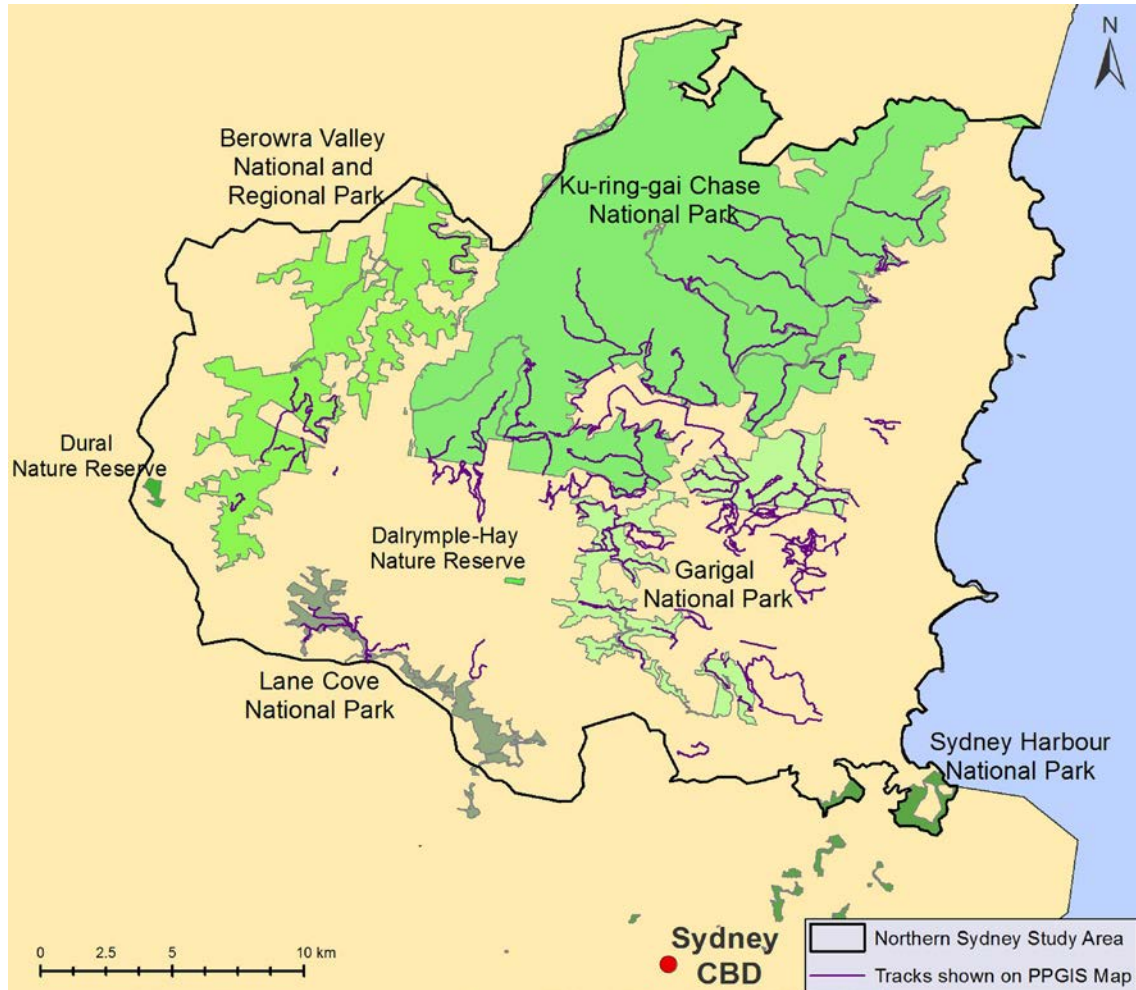 N
Berowra Valley
National and
Regional Park
Ku-ring-gai Chase
National Park
Dural
Nature Reserve
Dalrymple-Hay
Nature Reserve
Garigal
National Park
Lane Cove
National Park
Sydney Harbour
National Park
0 2.5 5 10 km
Sydney
CBD
Northern Sydney Study Area
Tracks shown on PPGIS Map